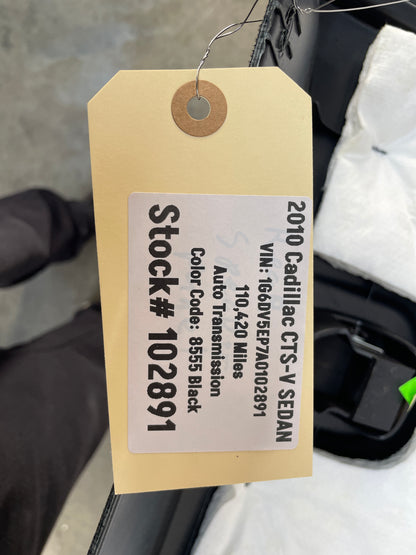 2010 Cadillac CTS-V SEDAN
VIN: 1G6DV5EP7A0102891
110,420 Miles
Auto Transmission
Color Code: 8555 Black
Stock# 102891